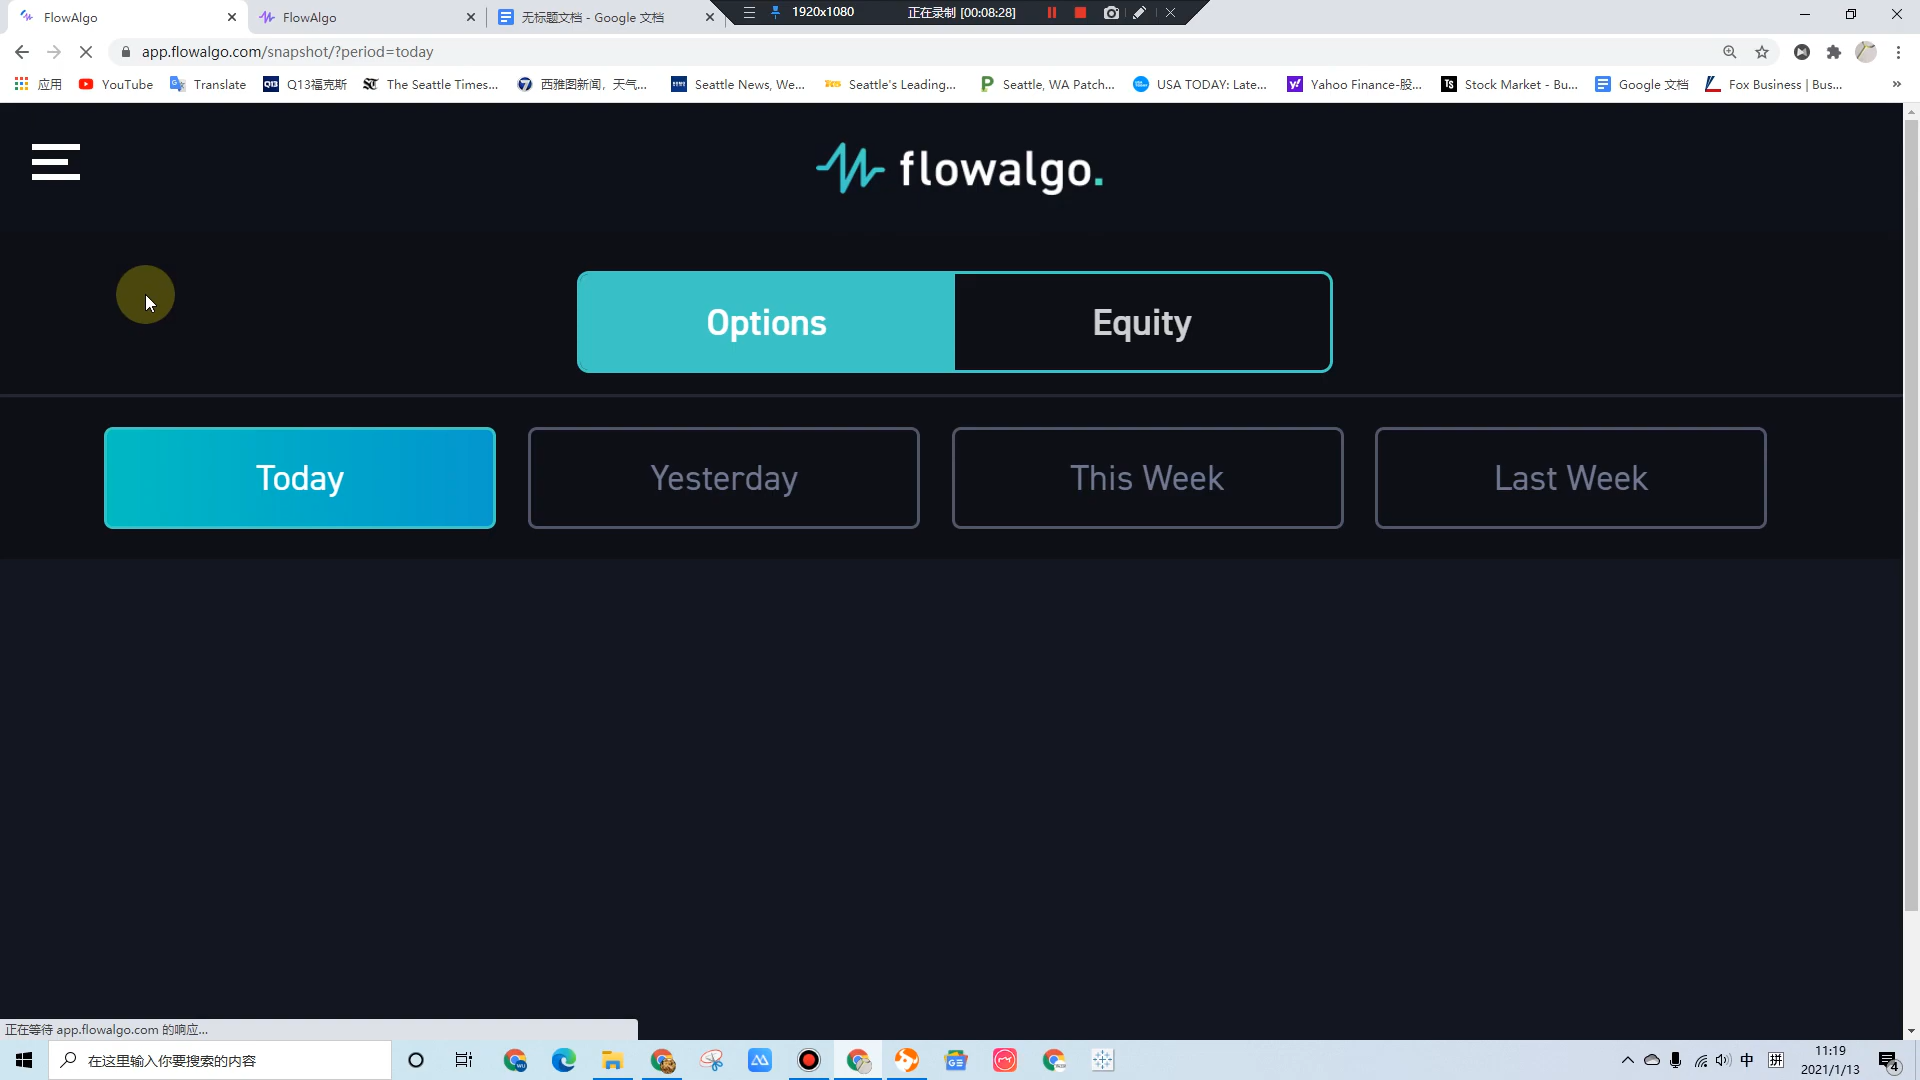 FlowAlgo
FlowAlgo
无标题文档 - Google 文档
1920x1080
正在录制 [00:08:28]
app.flowalgo.com/snapshot/?period=today
应用
YouTube
Translate
Q13福克斯
The Seattle Times...
西雅图新闻，天气...
Seattle News, We...
Seattle's Leading...
Seattle, WA Patch...
USA TODAY: Late...
Yahoo Finance-股...
Stock Market - Bu...
Google 文档
Fox Business | Bus...
flowalgo.
Options
Equity
Today
Yesterday
This Week
Last Week
正在等待 app.flowalgo.com 的响应...
在这里输入你要搜索的内容
中
拼
11:19
2021/1/13
4